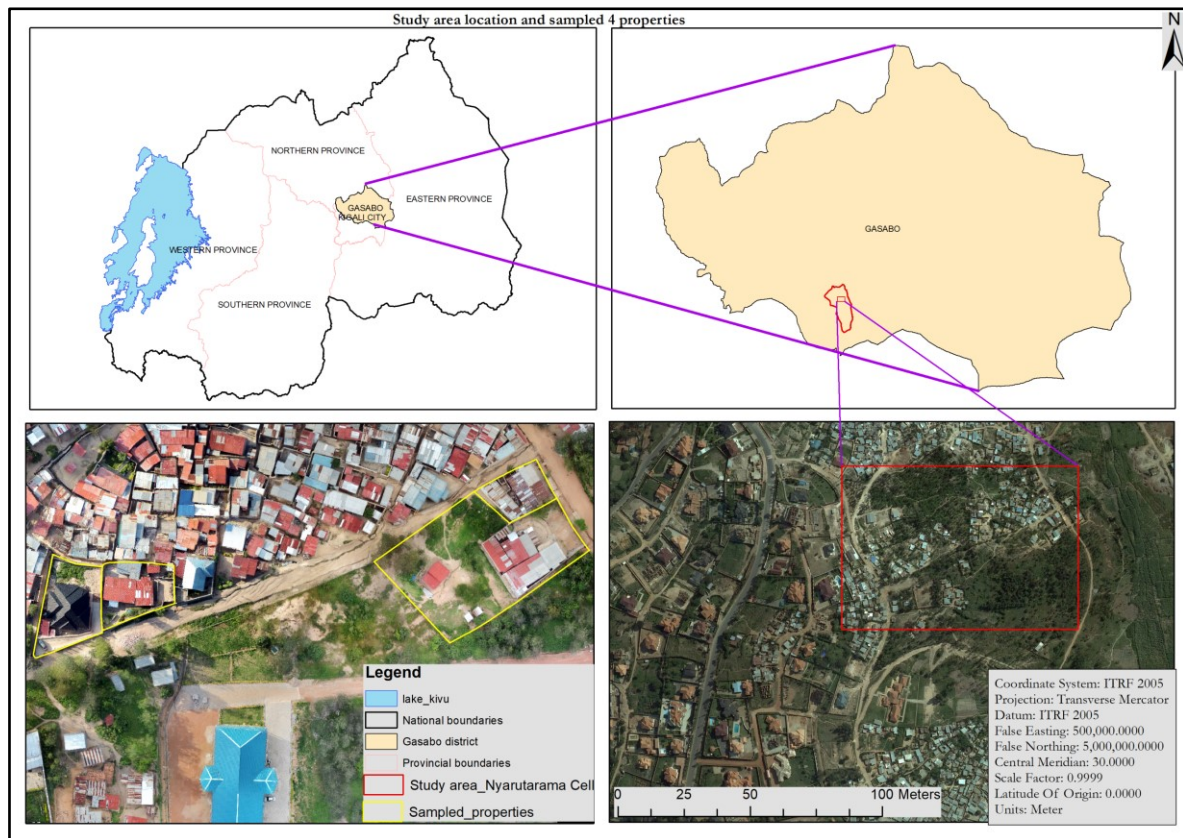 Study area location and sampled 4 properties
N
NORTHERN PROVINCE
EASTERN PROVINCE
GASABO
KIGALI CITY
WESTERN PROVINCE
SOUTHERN PROVINCE
GASABO
Legend
lake_kivu
National boundaries
Gasabo district
Provincial boundaries
Study area_Nyarutarama Cell
Sampled_properties
0 25 50 100 Meters
Coordinate System: ITRF 2005
Projection: Transverse Mercator
Datum: ITRF 2005
False Easting: 500,000.0000
False Northing: 5,000,000.0000
Central Meridian: 30.0000
Scale Factor: 0.9999
Latitude Of Origin: 0.0000
Units: Meter